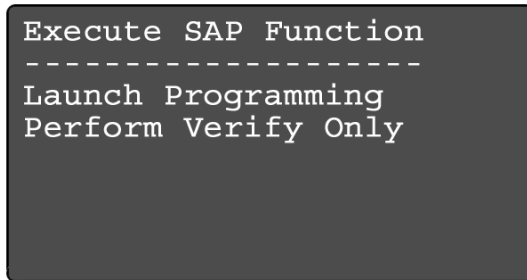 Execute SAP Function
--------------------
Launch Programming
Perform Verify Only